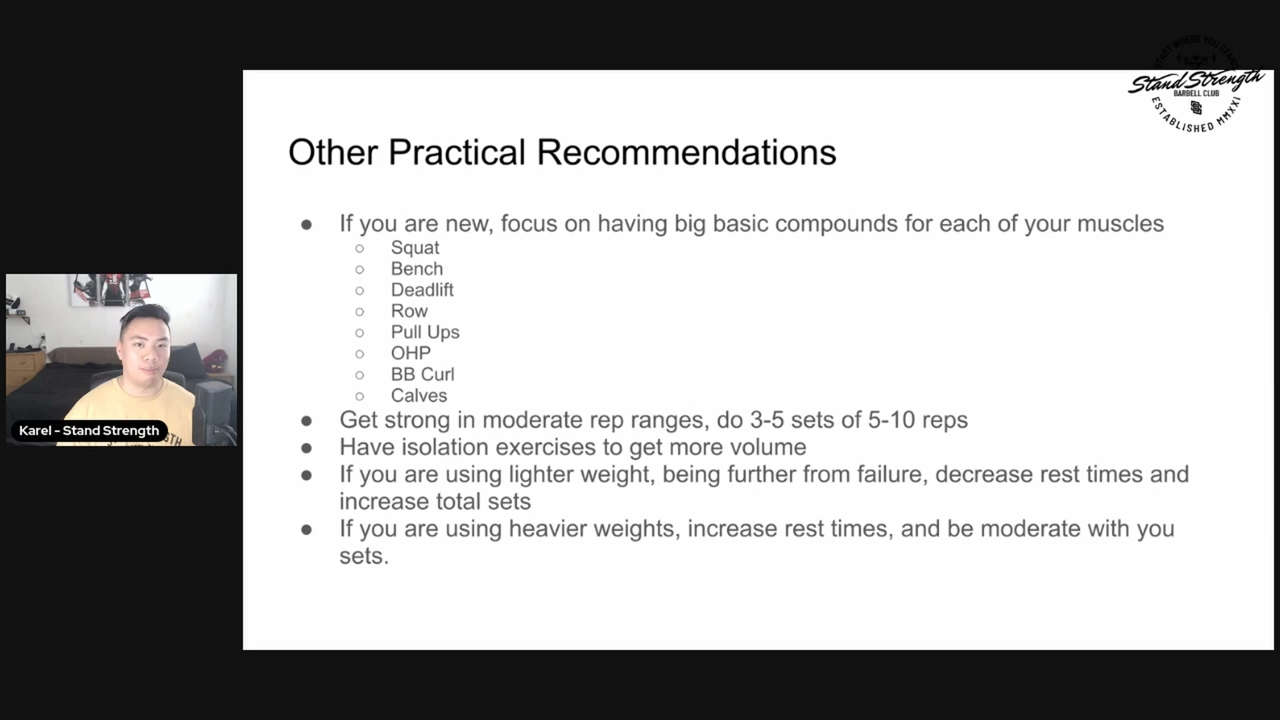 START WHERE YOU STAND
Stand Strength
BARBELL CLUB
ESTABLISHED MMXXI
Other Practical Recommendations
● If you are new, focus on having big basic compounds for each of your muscles
○ Squat
○ Bench
○ Deadlift
○ Row
○ Pull Ups
○ OHP
○ BB Curl
○ Calves
● Get strong in moderate rep ranges, do 3-5 sets of 5-10 reps
● Have isolation exercises to get more volume
● If you are using lighter weight, being further from failure, decrease rest times and
increase total sets
● If you are using heavier weights, increase rest times, and be moderate with you
sets.
Karel – Stand Strength